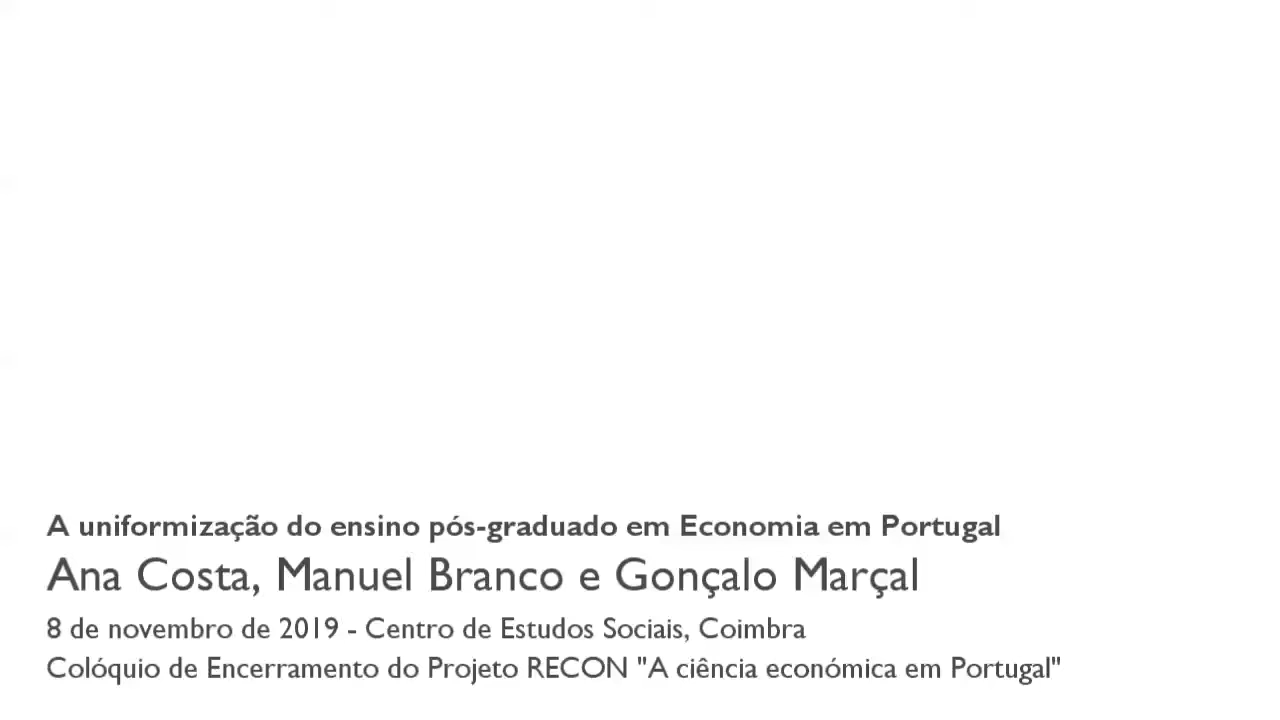 A uniformização do ensino pós-graduado em Economia em Portugal
Ana Costa, Manuel Branco e Gonçalo Marçal
8 de novembro de 2019 - Centro de Estudos Sociais, Coimbra
Colóquio de Encerramento do Projeto RECON "A ciência económica em Portugal"